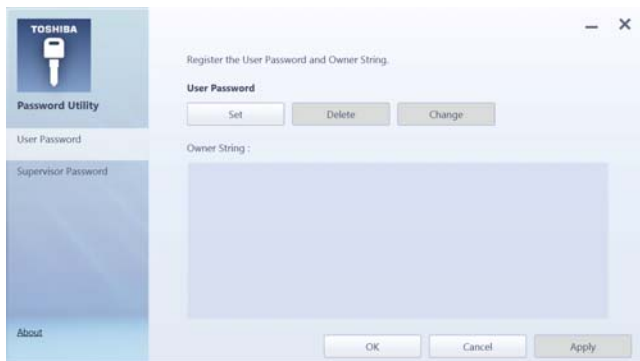 TOSHIBA
Password Utility
User Password
Supervisor Password
About
Register the User Password and Owner String.
User Password
Set Delete Change
Owner String :
OK Cancel Apply